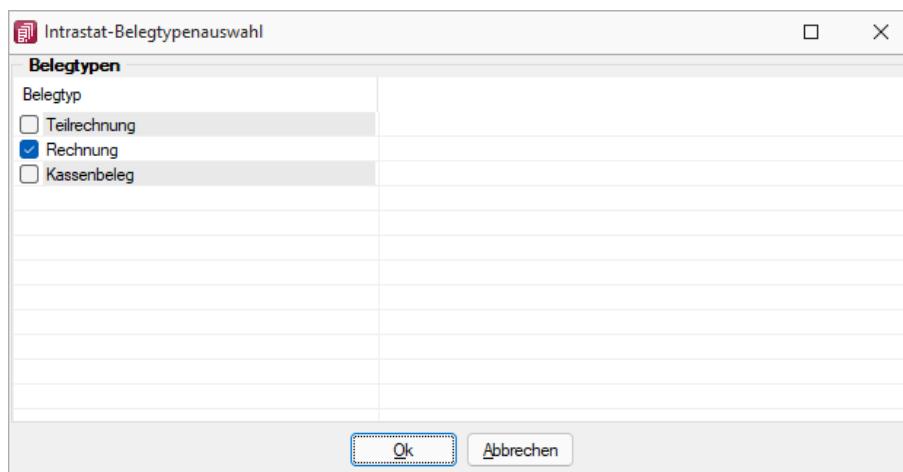 Intrastat-Belegtypenauswahl
Belegtypen
Belegtyp
Teilrechnung
Rechnung
Kassenbeleg
Ok Abbrechen